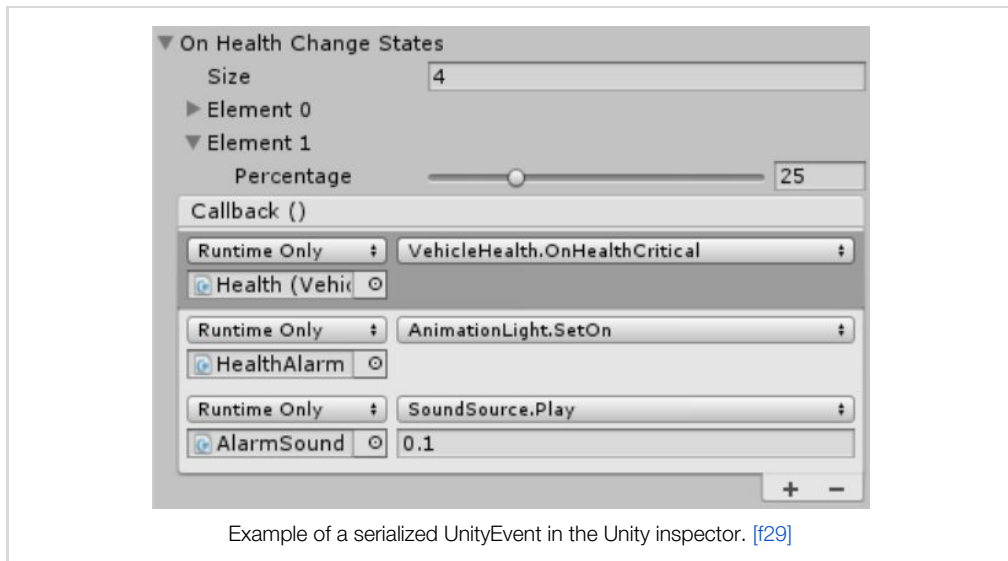 On Health Change States
Size 4
Element 0
Element 1
Percentage 25
Callback ()
Runtime Only VehicleHealth.OnHealthCritical
Health (Vehic
Runtime Only AnimationLight.SetOn
HealthAlarm
Runtime Only SoundSource.Play
AlarmSound 0.1
+ −
Example of a serialized UnityEvent in the Unity inspector. [f29]